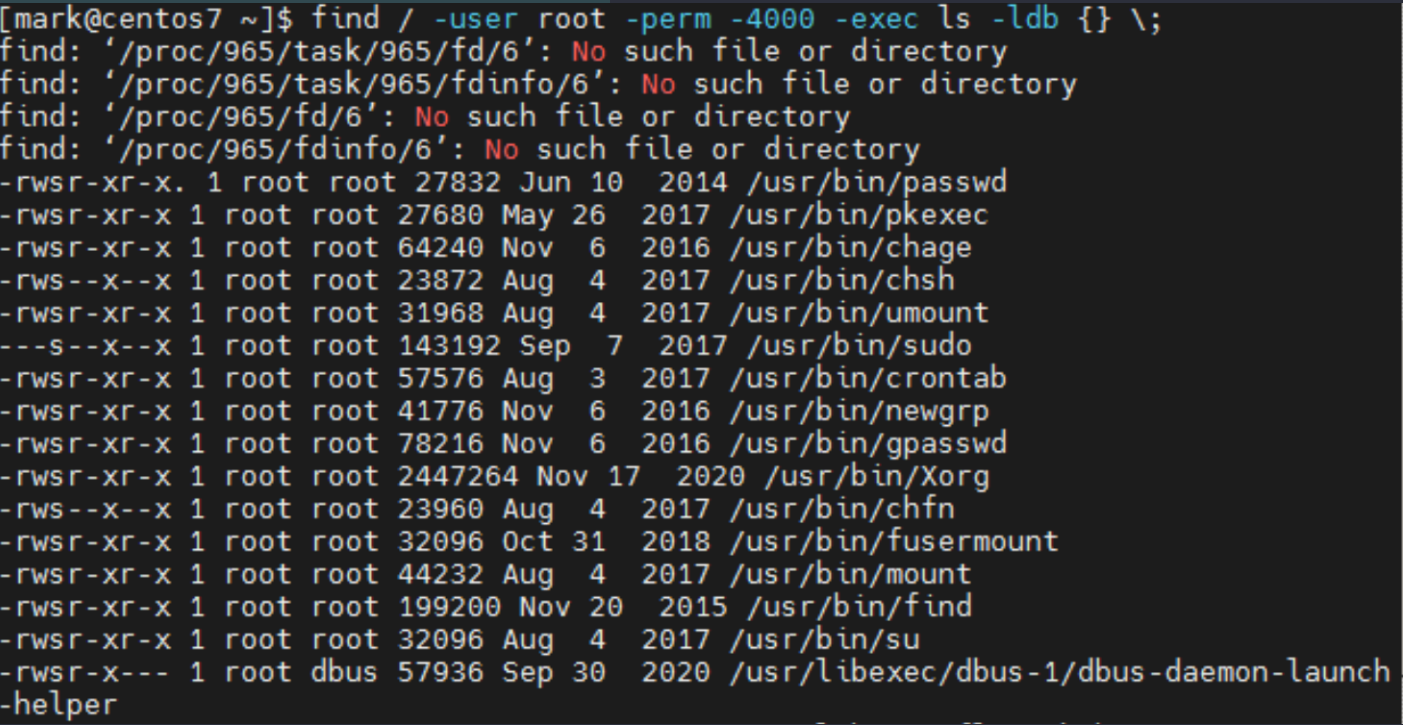 [mark@centos7 ~]$ find / -user root -perm -4000 -exec ls -ldb {} \;
find: ‘/proc/965/task/965/fd/6’: No such file or directory
find: ‘/proc/965/task/965/fdinfo/6’: No such file or directory
find: ‘/proc/965/fd/6’: No such file or directory
find: ‘/proc/965/fdinfo/6’: No such file or directory
-rwsr-xr-x. 1 root root 27832 Jun 10  2014 /usr/bin/passwd
-rwsr-xr-x 1 root root 27680 May 26  2017 /usr/bin/pkexec
-rwsr-xr-x 1 root root 64240 Nov  6  2016 /usr/bin/chage
-rws--x--x 1 root root 23872 Aug  4  2017 /usr/bin/chsh
-rwsr-xr-x 1 root root 31968 Aug  4  2017 /usr/bin/umount
---s--x--x 1 root root 143192 Sep  7  2017 /usr/bin/sudo
-rwsr-xr-x 1 root root 57576 Aug  3  2017 /usr/bin/crontab
-rwsr-xr-x 1 root root 41776 Nov  6  2016 /usr/bin/newgrp
-rwsr-xr-x 1 root root 78216 Nov  6  2016 /usr/bin/gpasswd
-rwsr-xr-x 1 root root 2447264 Nov 17  2020 /usr/bin/Xorg
-rws--x--x 1 root root 23960 Aug  4  2017 /usr/bin/chfn
-rwsr-xr-x 1 root root 32096 Oct 31  2018 /usr/bin/fusermount
-rwsr-xr-x 1 root root 44232 Aug  4  2017 /usr/bin/mount
-rwsr-xr-x 1 root root 199200 Nov 20  2015 /usr/bin/find
-rwsr-xr-x 1 root root 32096 Aug  4  2017 /usr/bin/su
-rwsr-x--- 1 root dbus 57936 Sep 30  2020 /usr/libexec/dbus-1/dbus-daemon-launch
-helper